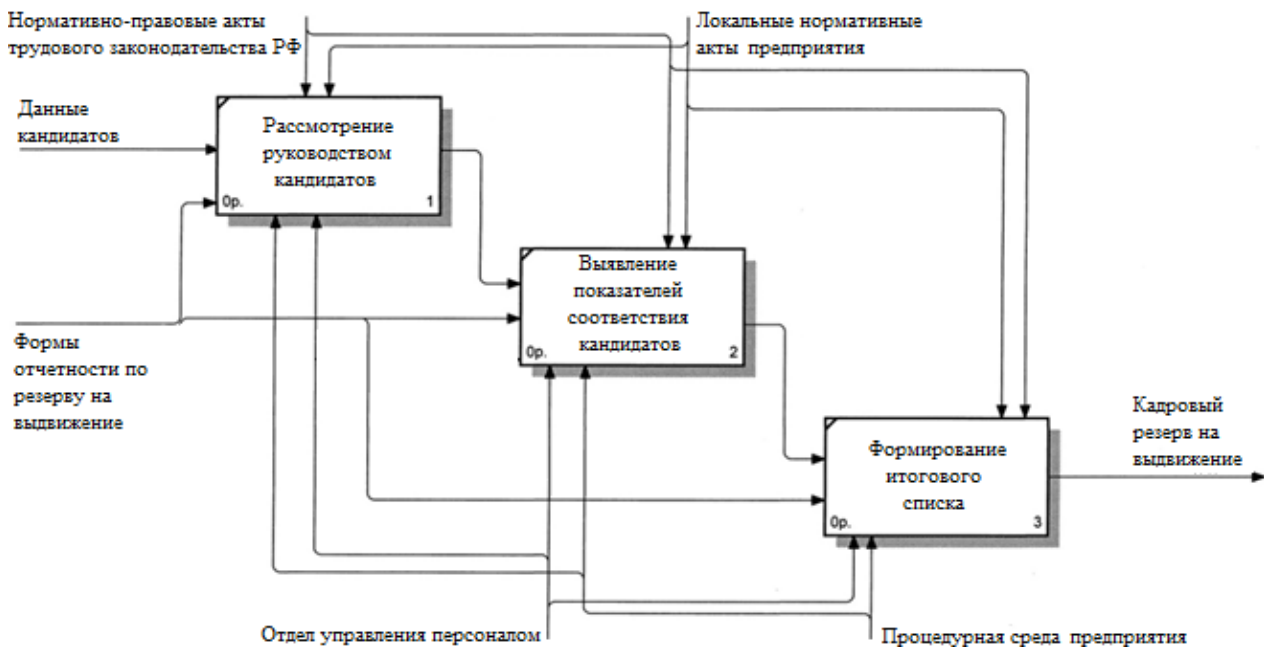 Нормативно-правовые акты
трудового законодательства РФ
Локальные нормативные
акты предприятия
Данные
кандидатов
Рассмотрение
руководством
кандидатов
0р.
1
Выявление
показателей
соответствия
кандидатов
0р.
2
Формы
отчетности по
резерву на
выдвижение
Кадровый
резерв на
выдвижение
Формирование
итогового
списка
0р.
3
Отдел управления персоналом
Процедурная среда предприятия